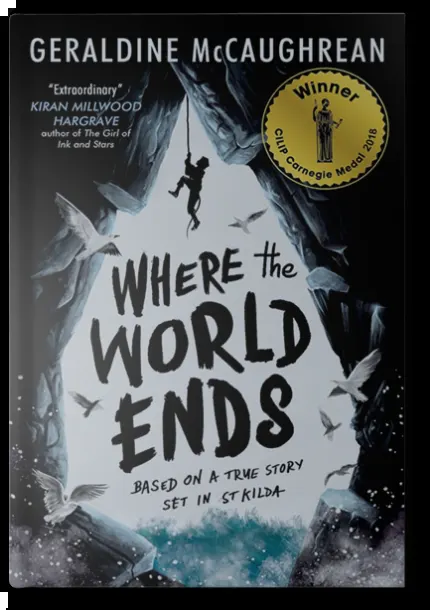 GERALDINE McCAUGHREAN
"Extraordinary"
KIRAN MILLWOOD
HARGRAVE
author of The Girl of
Ink and Stars
Winner
CILIP Carnegie Medal 2018
WHERE the
WORLD
ENDS
BASED ON A TRUE STORY
SET IN ST KILDA